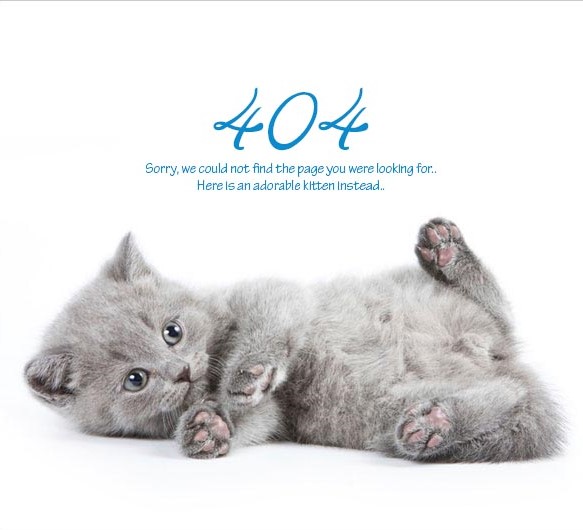 404
Sorry, we could not find the page you were looking for..
Here is an adorable kitten instead..